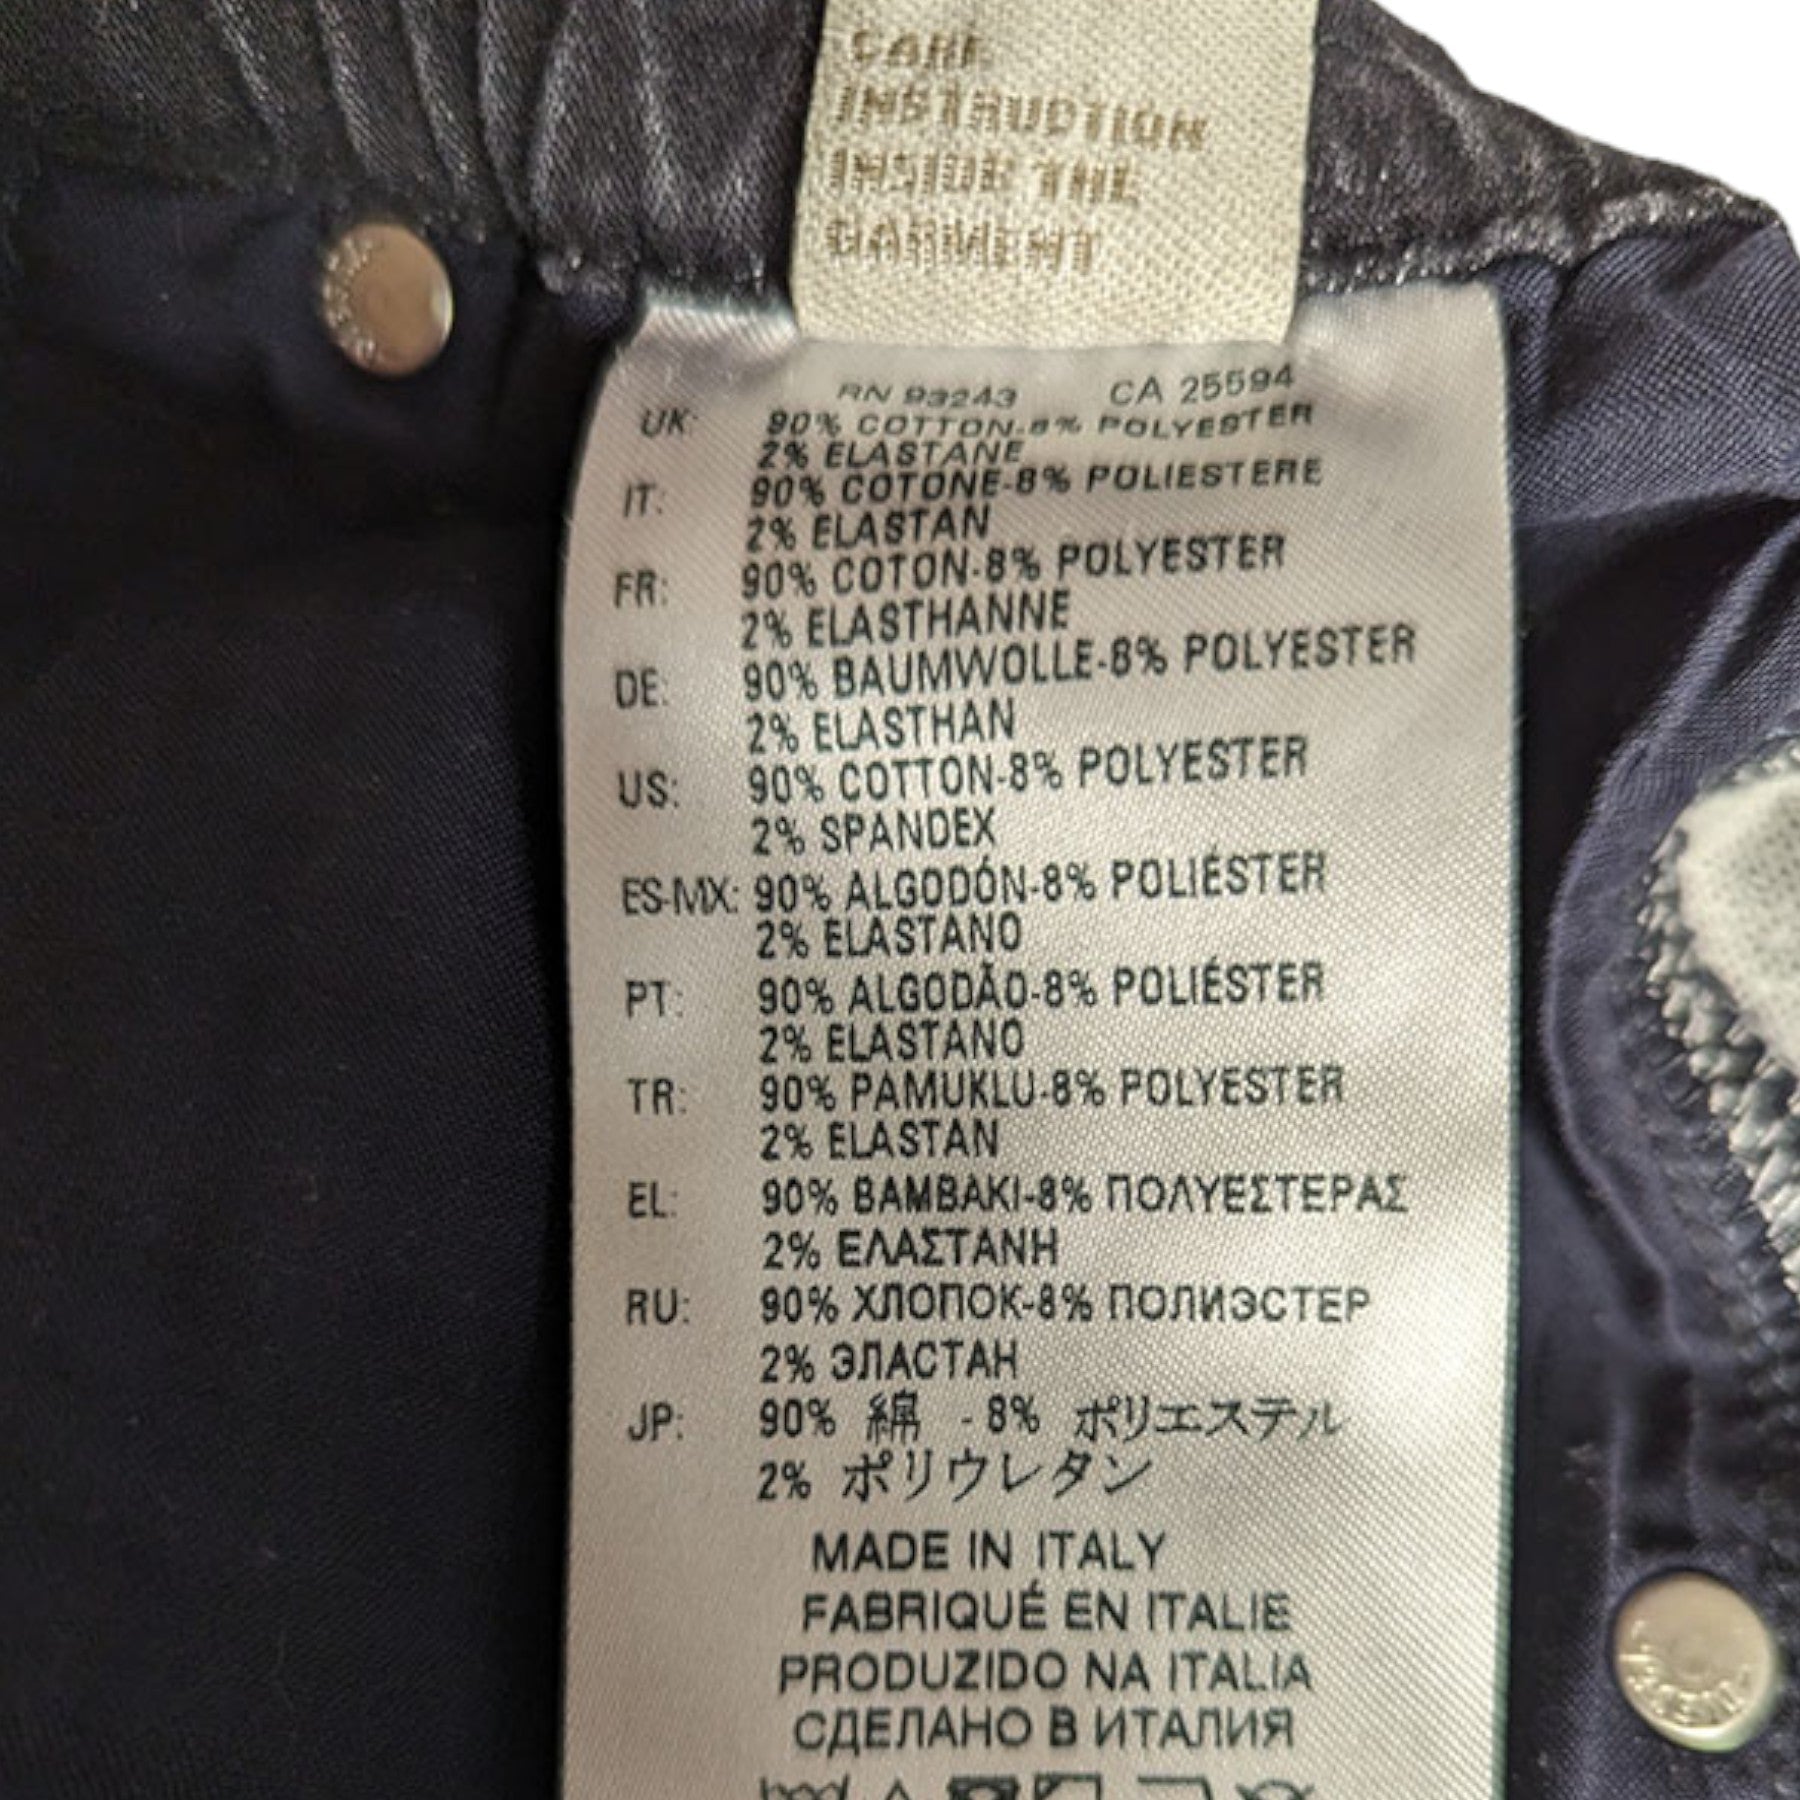 CARE
INSTRUCTION
INSIDE THE
GARMENT
RN 93243 CA 25594
UK: 90% COTTON-8% POLYESTER
2% ELASTANE
IT: 90% COTONE-8% POLIESTERE
2% ELASTAN
FR: 90% COTON-8% POLYESTER
2% ELASTHANNE
DE: 90% BAUMWOLLE-8% POLYESTER
2% ELASTHAN
US: 90% COTTON-8% POLYESTER
2% SPANDEX
ES-MX: 90% ALGODÓN-8% POLIÉSTER
2% ELASTANO
PT: 90% ALGODÃO-8% POLIÉSTER
2% ELASTANO
TR: 90% PAMUKLU-8% POLYESTER
2% ELASTAN
EL: 90% BAMBAKI-8% ΠΟΛΥΕΣΤΕΡΑΣ
2% ΕΛΑΣΤΑΝΗ
RU: 90% ХЛОПОК-8% ПОЛИЭСТЕР
2% ЭЛАСТАН
JP: 90% 綿 - 8% ポリエステル
2% ポリウレタン
MADE IN ITALY
FABRIQUÉ EN ITALIE
PRODUZIDO NA ITALIA
СДЕЛАНО В ИТАЛИЯ